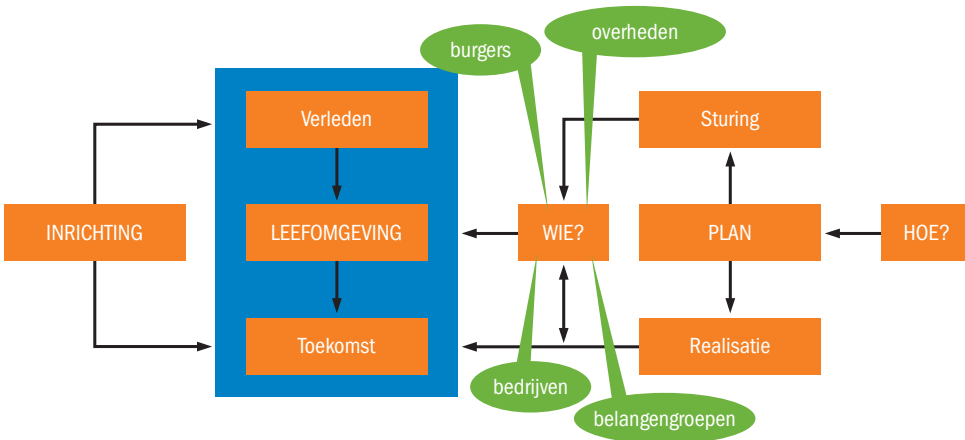 burgers
overheden
Verleden
Sturing
INRICHTING
LEEFOMGEVING
WIE?
PLAN
HOE?
Toekomst
Realisatie
bedrijven
belangengroepen